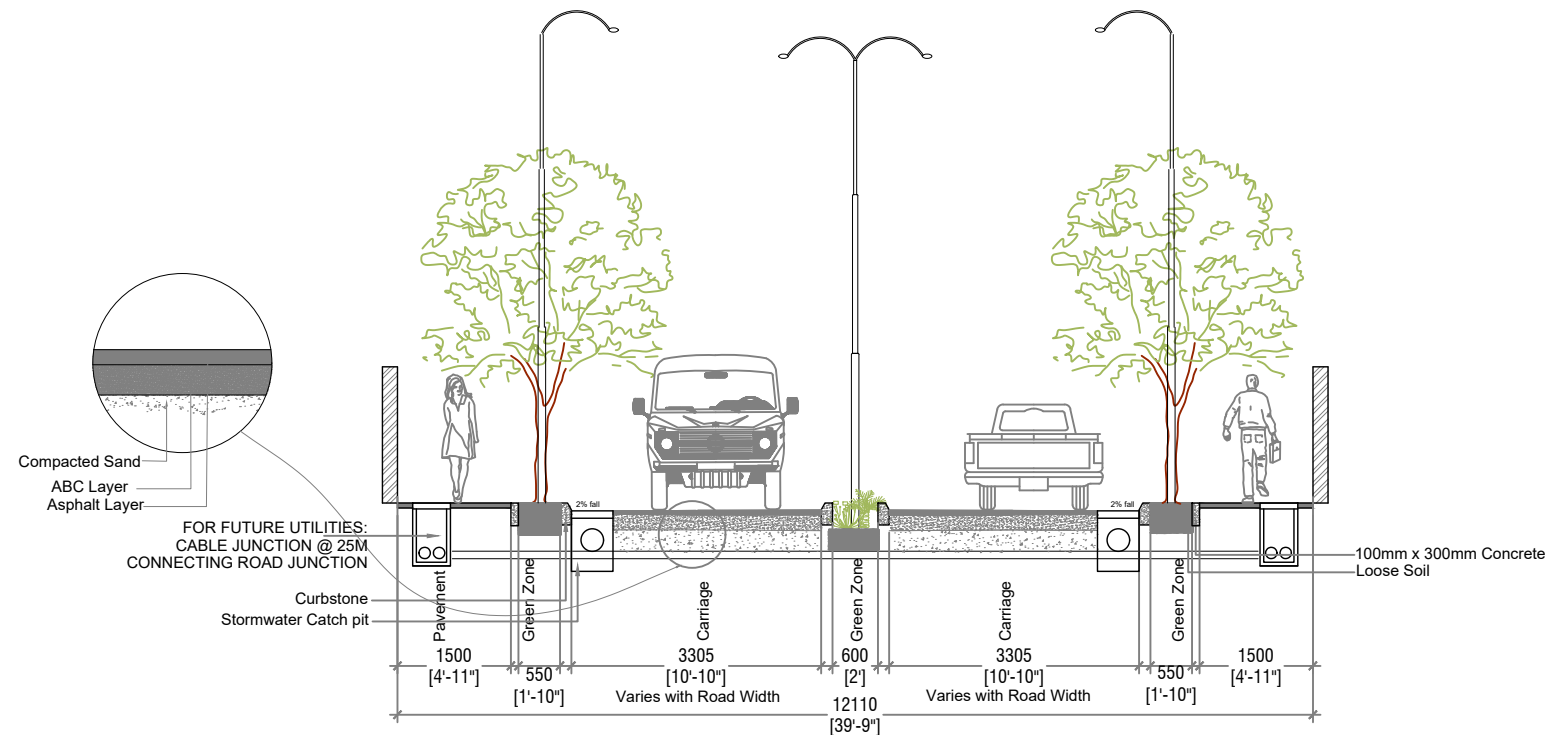 Compacted Sand
ABC Layer
Asphalt Layer
FOR FUTURE UTILITIES:
CABLE JUNCTION @ 25M
CONNECTING ROAD JUNCTION
Curbstone
Stormwater Catch pit
2% fall
2% fall
100mm x 300mm Concrete
Loose Soil
Pavement
Green Zone
Carriage
Green Zone
Carriage
Green Zone
1500
[4'-11"]
550
[1'-10"]
3305
[10'-10"]
Varies with Road Width
600
[2']
3305
[10'-10"]
Varies with Road Width
550
[1'-10"]
1500
[4'-11"]
12110
[39'-9"]